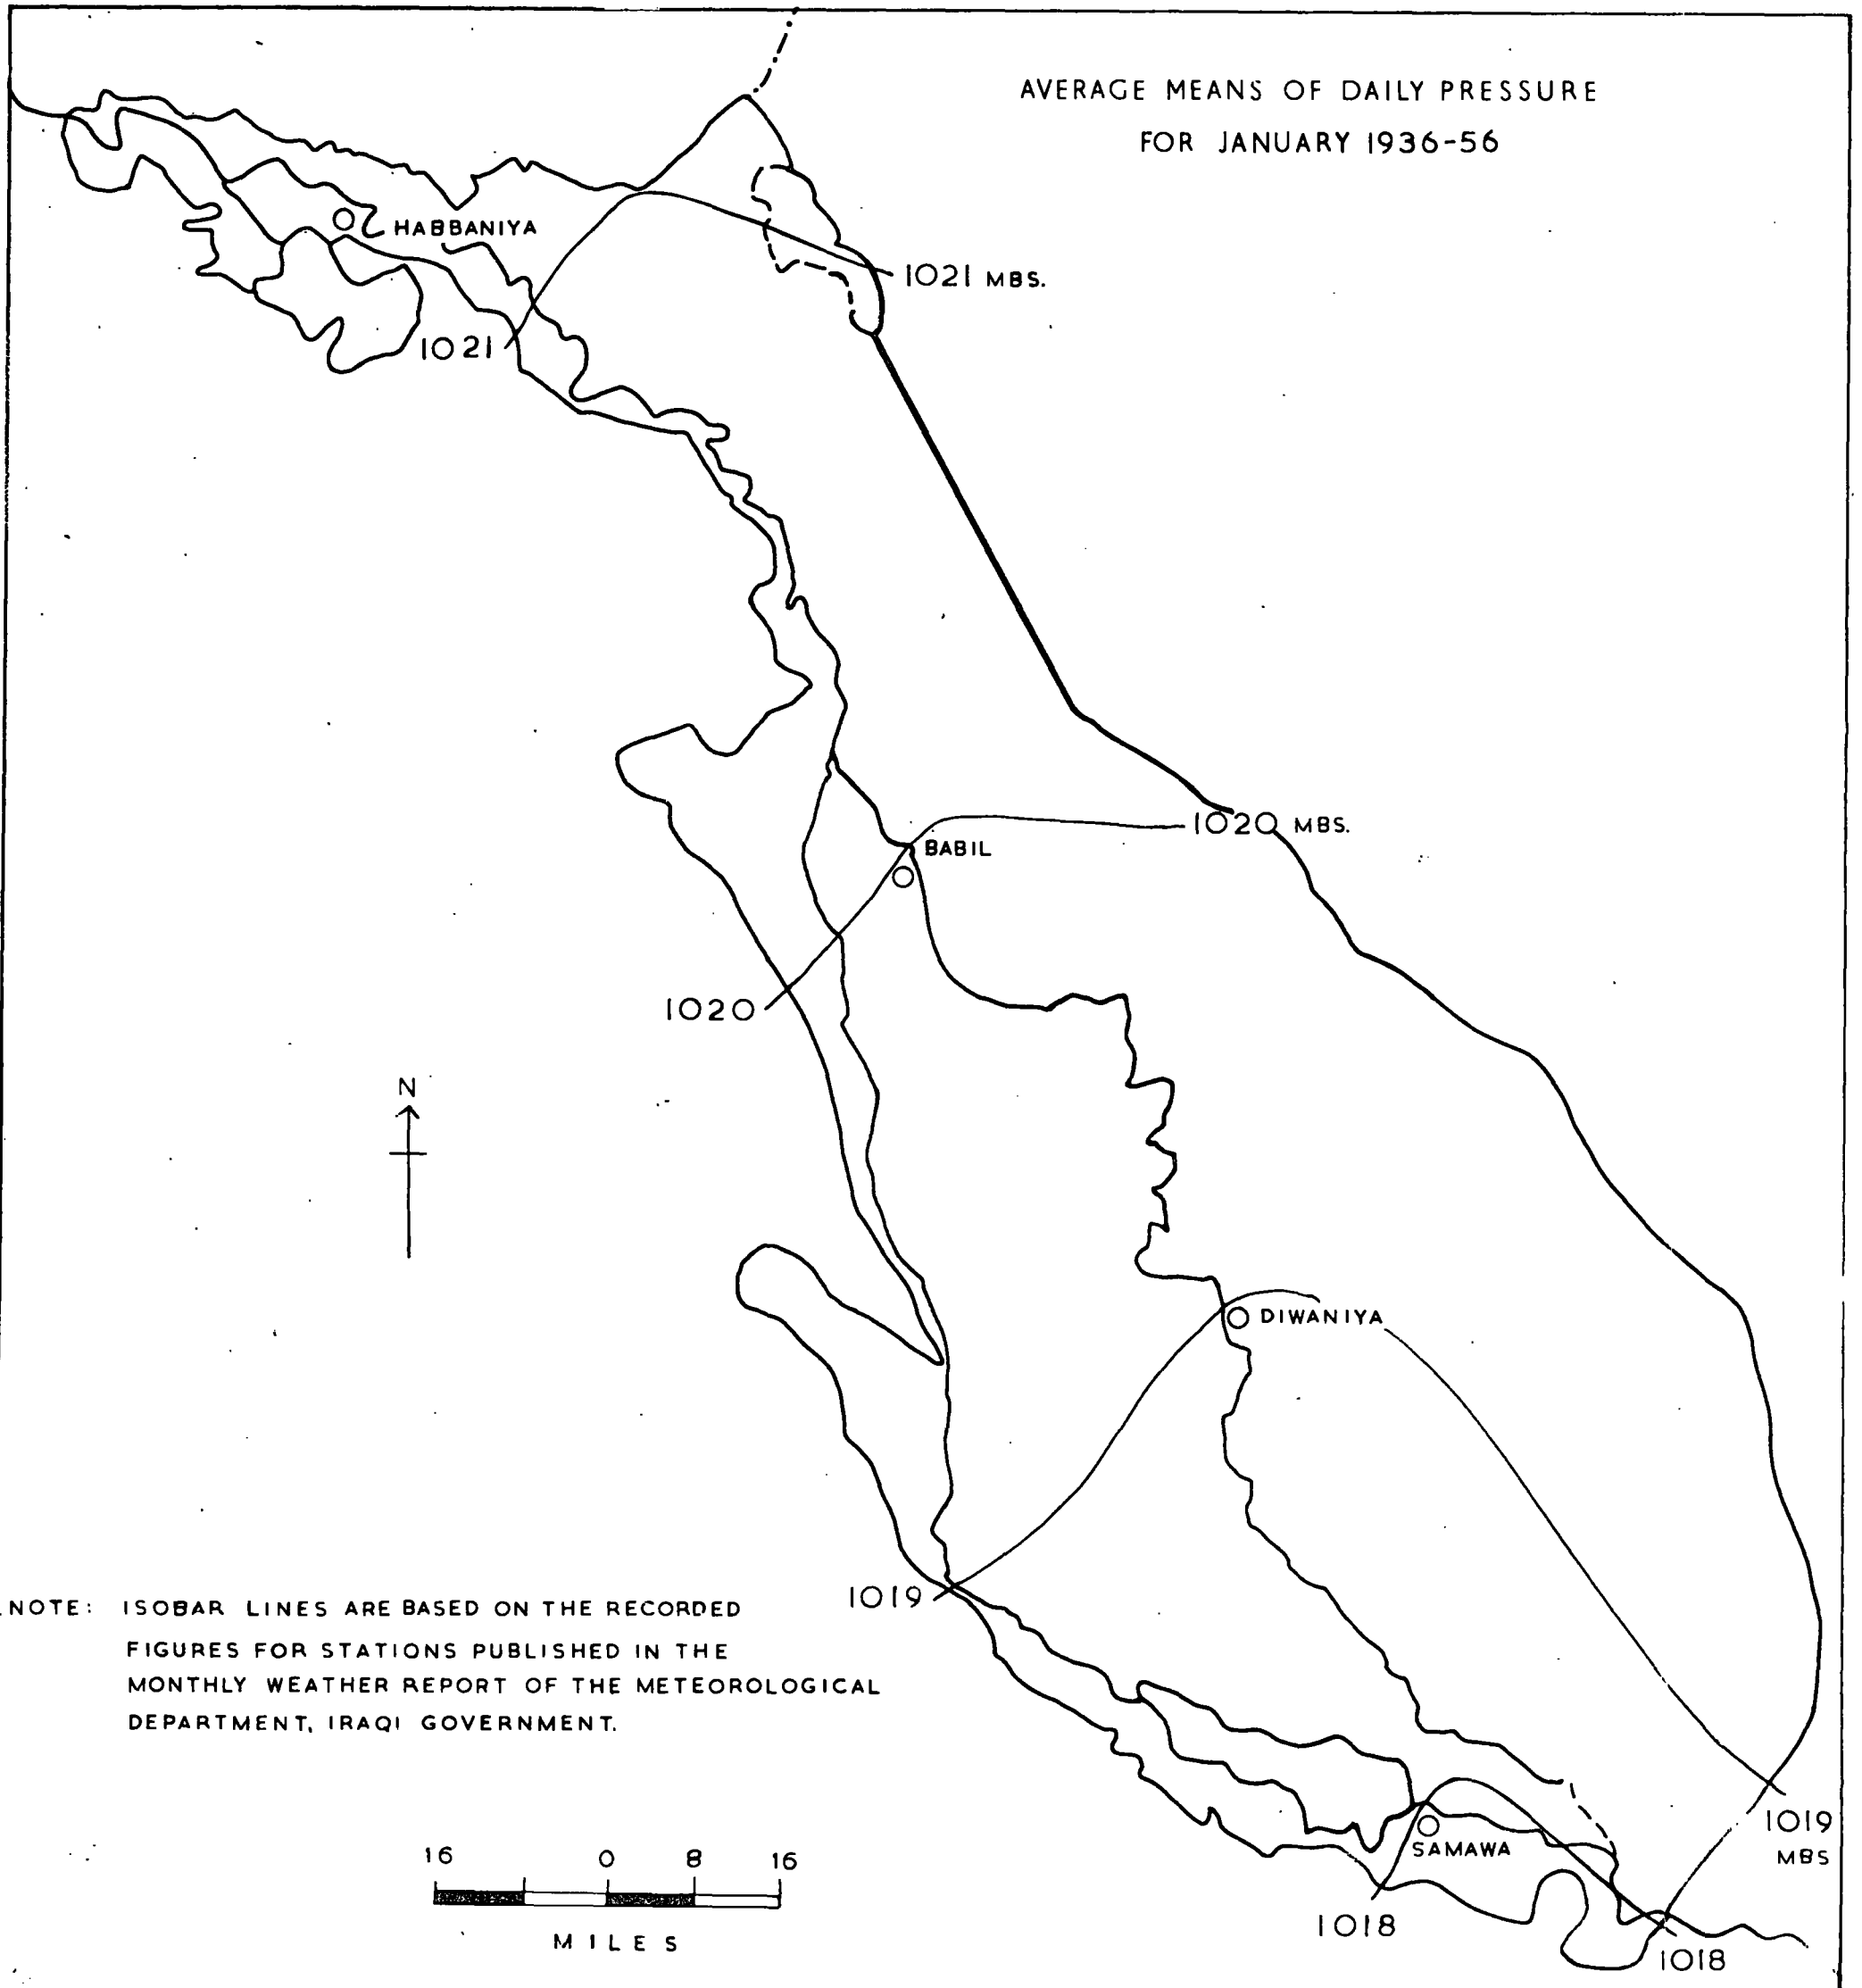 AVERAGE MEANS OF DAILY PRESSURE
FOR JANUARY 1936-56
HABBANIYA
1021 MBS.
1021
1020 MBS.
BABIL
1020
N
DIWANIYA
1019
NOTE: ISOBAR LINES ARE BASED ON THE RECORDED
FIGURES FOR STATIONS PUBLISHED IN THE
MONTHLY WEATHER REPORT OF THE METEOROLOGICAL
DEPARTMENT, IRAQI GOVERNMENT.
1019
MBS
SAMAWA
16 0 8 16
MILES
1018
1018